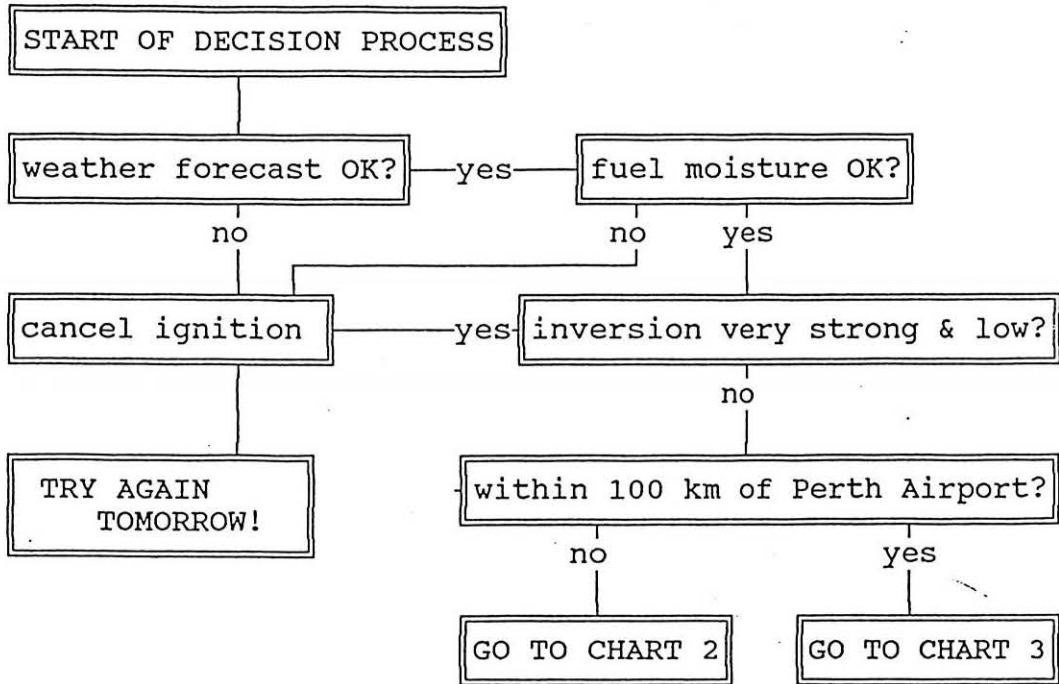 START OF DECISION PROCESS
weather forecast OK?
yes
fuel moisture OK?
no
no
yes
cancel ignition
yes
inversion very strong & low?
no
TRY AGAIN
TOMORROW!
within 100 km of Perth Airport?
no
yes
GO TO CHART 2
GO TO CHART 3